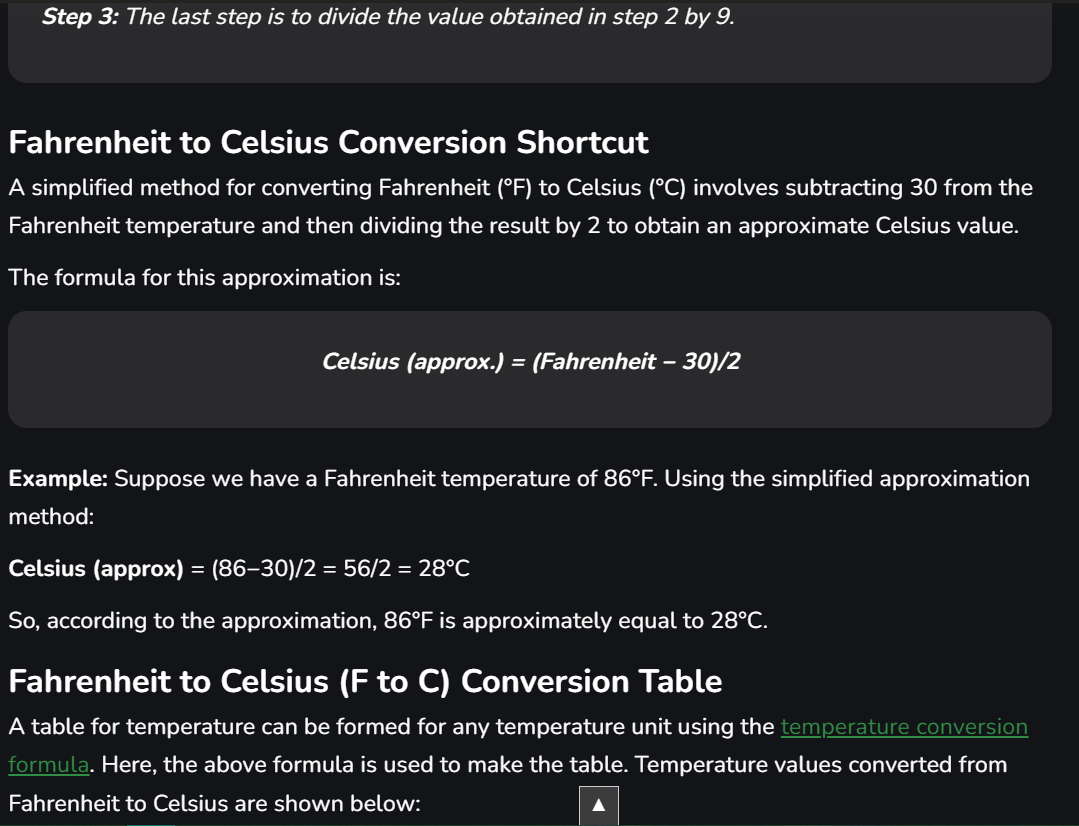 Step 3: The last step is to divide the value obtained in step 2 by 9.
Fahrenheit to Celsius Conversion Shortcut
A simplified method for converting Fahrenheit (°F) to Celsius (°C) involves subtracting 30 from the
Fahrenheit temperature and then dividing the result by 2 to obtain an approximate Celsius value.
The formula for this approximation is:
Celsius (approx.) = (Fahrenheit – 30)/2
Example: Suppose we have a Fahrenheit temperature of 86°F. Using the simplified approximation
method:
Celsius (approx) = (86−30)/2 = 56/2 = 28°C
So, according to the approximation, 86°F is approximately equal to 28°C.
Fahrenheit to Celsius (F to C) Conversion Table
A table for temperature can be formed for any temperature unit using the temperature conversion
formula. Here, the above formula is used to make the table. Temperature values converted from
Fahrenheit to Celsius are shown below: